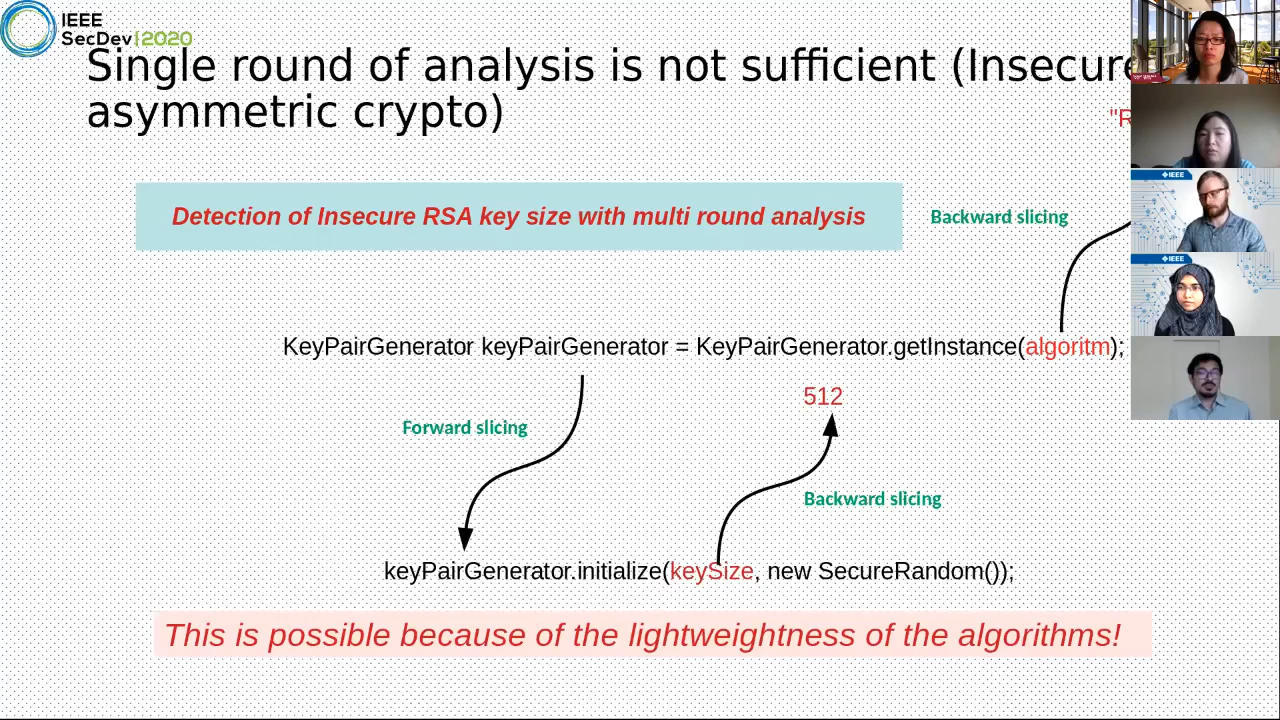 IEEE
SecDev|2020
Single round of analysis is not sufficient (Insecure
asymmetric crypto)
"R
Detection of Insecure RSA key size with multi round analysis
Backward slicing
KeyPairGenerator keyPairGenerator = KeyPairGenerator.getInstance(algoritm);
512
Forward slicing
Backward slicing
keyPairGenerator.initialize(keySize, new SecureRandom());
This is possible because of the lightweightness of the algorithms!
IEEE
IEEE